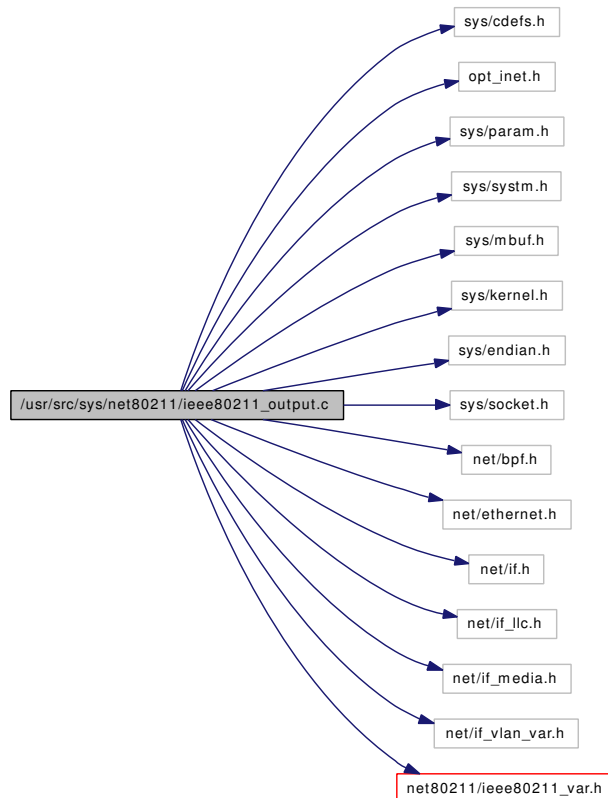 sys/cdefs.h
opt_inet.h
sys/param.h
sys/systm.h
sys/mbuf.h
sys/kernel.h
sys/endian.h
/usr/src/sys/net80211/ieee80211_output.c
sys/socket.h
net/bpf.h
net/ethernet.h
net/if.h
net/if_llc.h
net/if_media.h
net/if_vlan_var.h
net80211/ieee80211_var.h